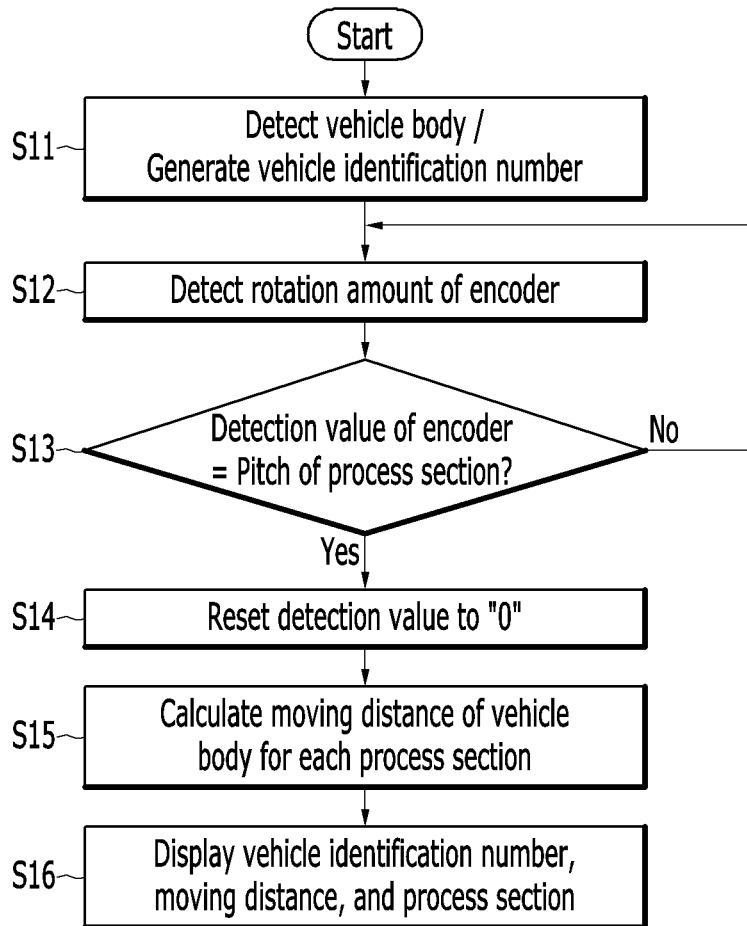 Start
S11
Detect vehicle body /
Generate vehicle identification number
S12
Detect rotation amount of encoder
S13
Detection value of encoder
= Pitch of process section?
No
Yes
S14
Reset detection value to "0"
S15
Calculate moving distance of vehicle
body for each process section
S16
Display vehicle identification number,
moving distance, and process section